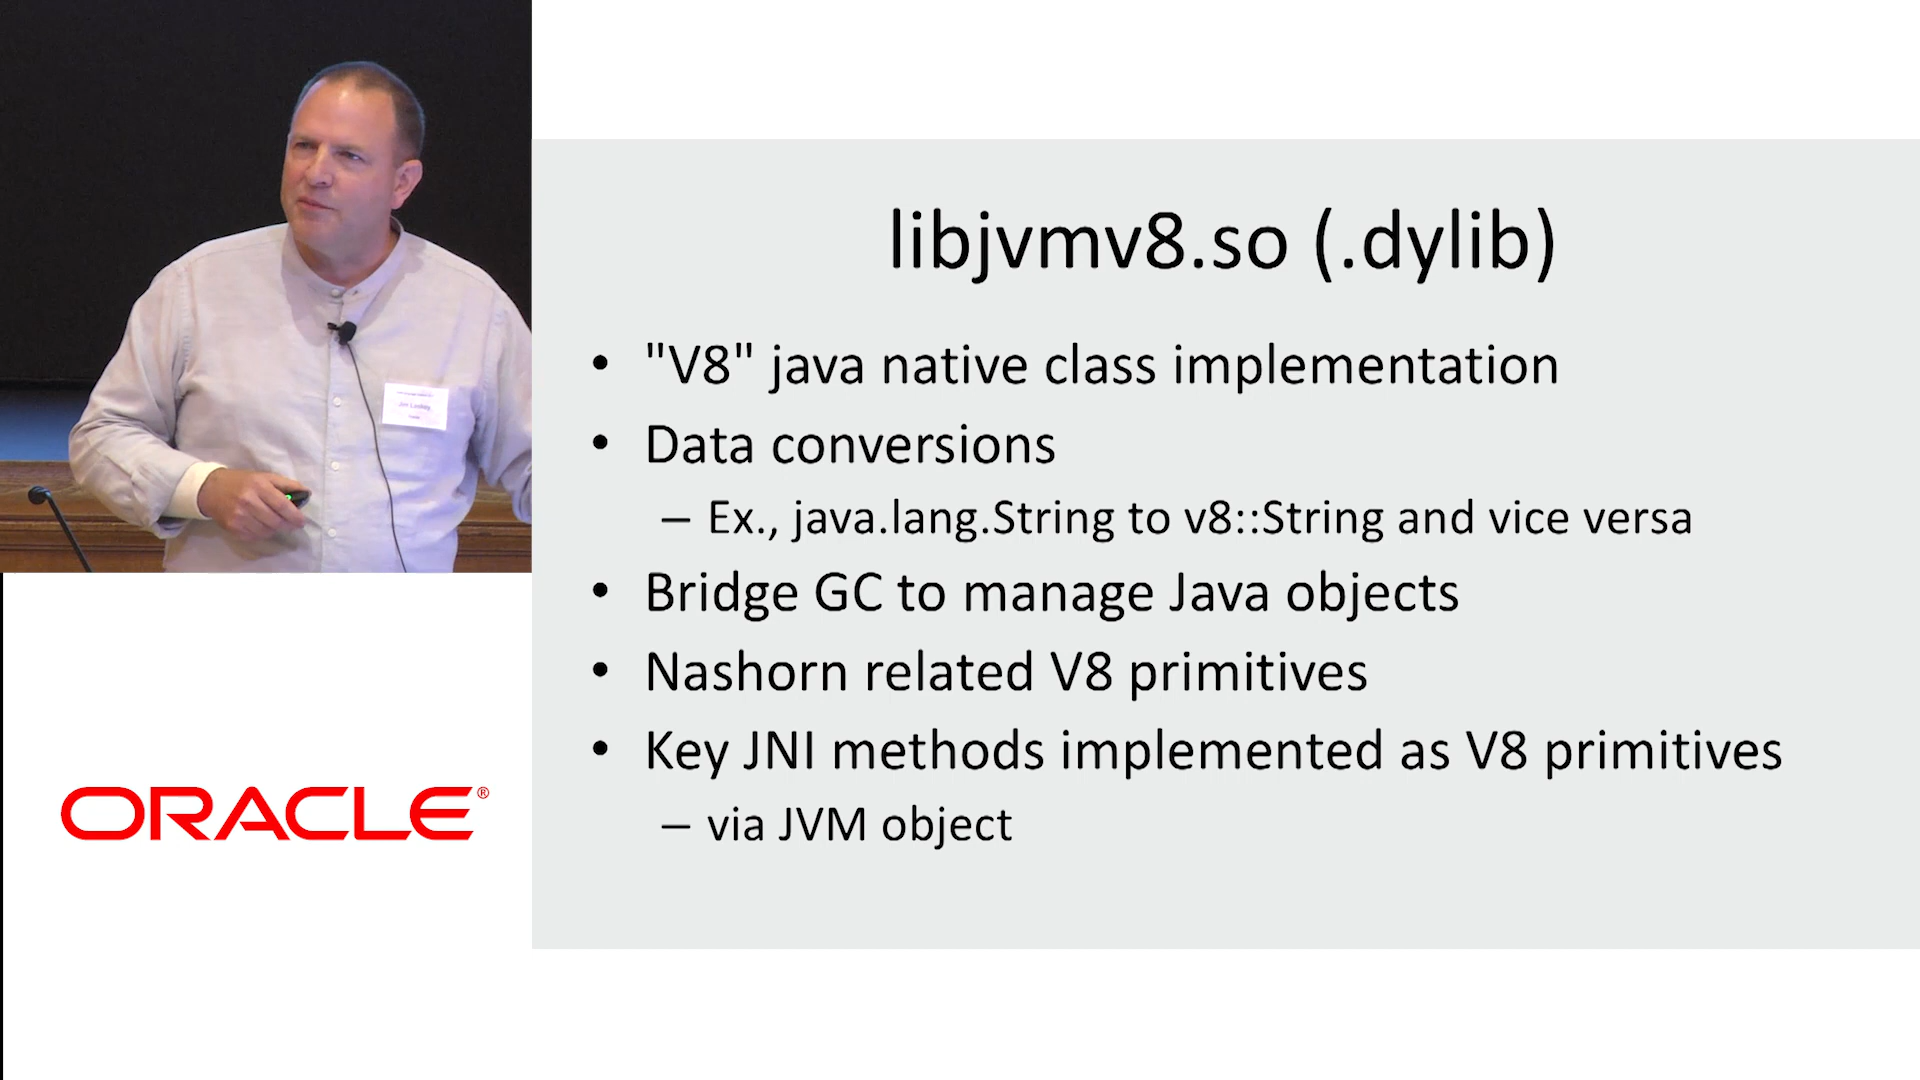 Jim Laskey
ORACLE®
libjvmv8.so (.dylib)
• "V8" java native class implementation
• Data conversions
– Ex., java.lang.String to v8::String and vice versa
• Bridge GC to manage Java objects
• Nashorn related V8 primitives
• Key JNI methods implemented as V8 primitives
– via JVM object